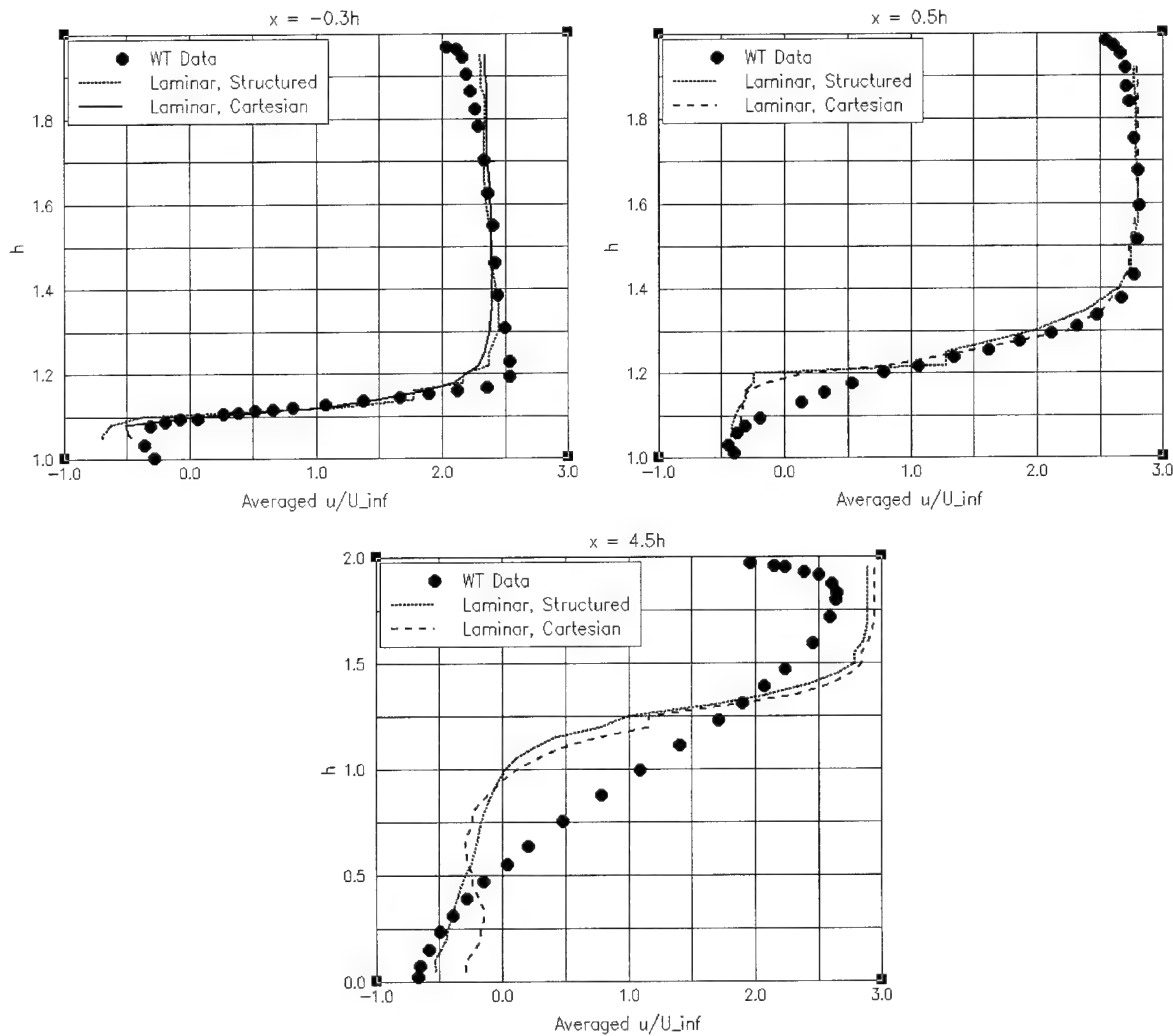 x = −0.3h
WT Data
Laminar, Structured
Laminar, Cartesian
1.8
1.6
1.4
1.2
1.0
h
−1.0 0.0 1.0 2.0 3.0
Averaged u/U_inf
x = 0.5h
WT Data
Laminar, Structured
Laminar, Cartesian
1.8
1.6
1.4
1.2
1.0
h
−1.0 0.0 1.0 2.0 3.0
Averaged u/U_inf
x = 4.5h
WT Data
Laminar, Structured
Laminar, Cartesian
2.0
1.5
1.0
0.5
0.0
h
−1.0 0.0 1.0 2.0 3.0
Averaged u/U_inf